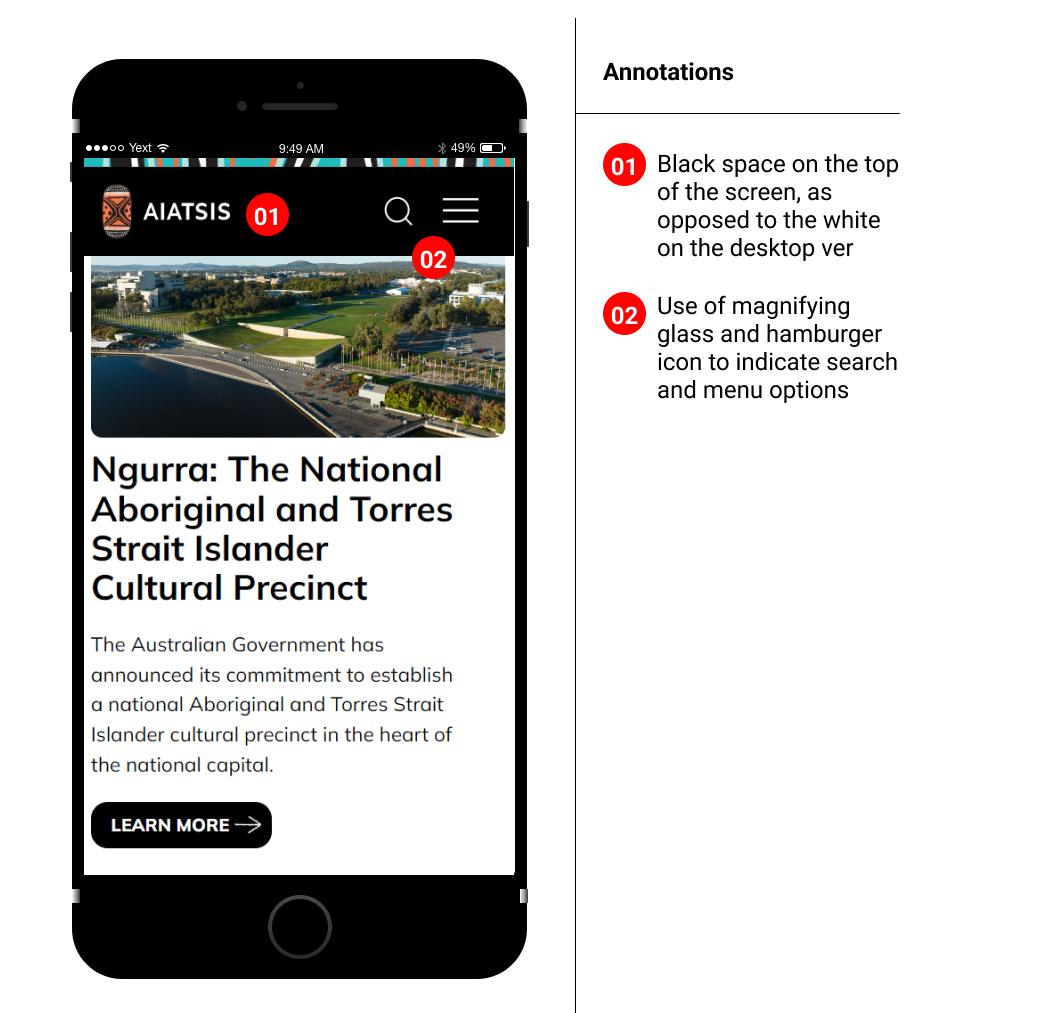 Yext
9:49 AM
49%
AIATSIS
01
02
Ngurra: The National
Aboriginal and Torres
Strait Islander
Cultural Precinct
The Australian Government has
announced its commitment to establish
a national Aboriginal and Torres Strait
Islander cultural precinct in the heart of
the national capital.
LEARN MORE
Annotations
01
Black space on the top
of the screen, as
opposed to the white
on the desktop ver
02
Use of magnifying
glass and hamburger
icon to indicate search
and menu options